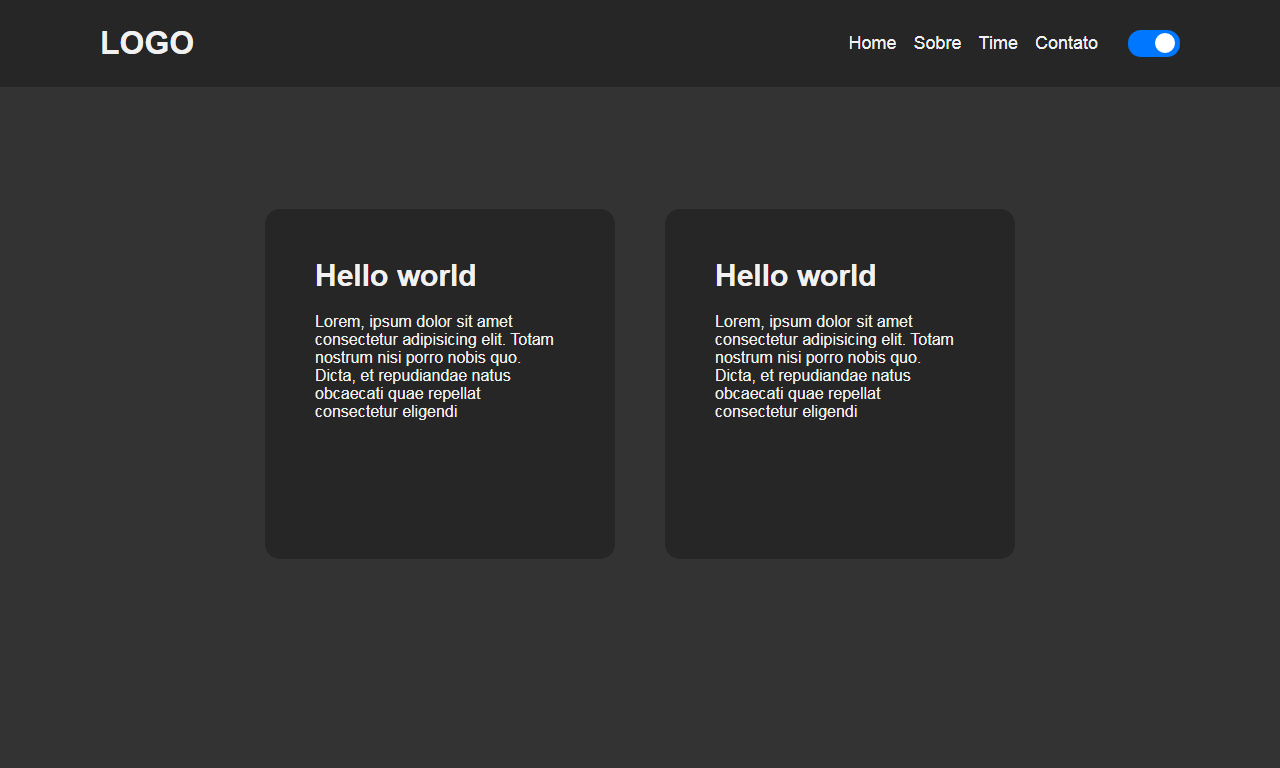 LOGO
Home Sobre Time Contato
Hello world
Lorem, ipsum dolor sit amet
consectetur adipisicing elit. Totam
nostrum nisi porro nobis quo.
Dicta, et repudiandae natus
obcaecati quae repellat
consectetur eligendi
Hello world
Lorem, ipsum dolor sit amet
consectetur adipisicing elit. Totam
nostrum nisi porro nobis quo.
Dicta, et repudiandae natus
obcaecati quae repellat
consectetur eligendi